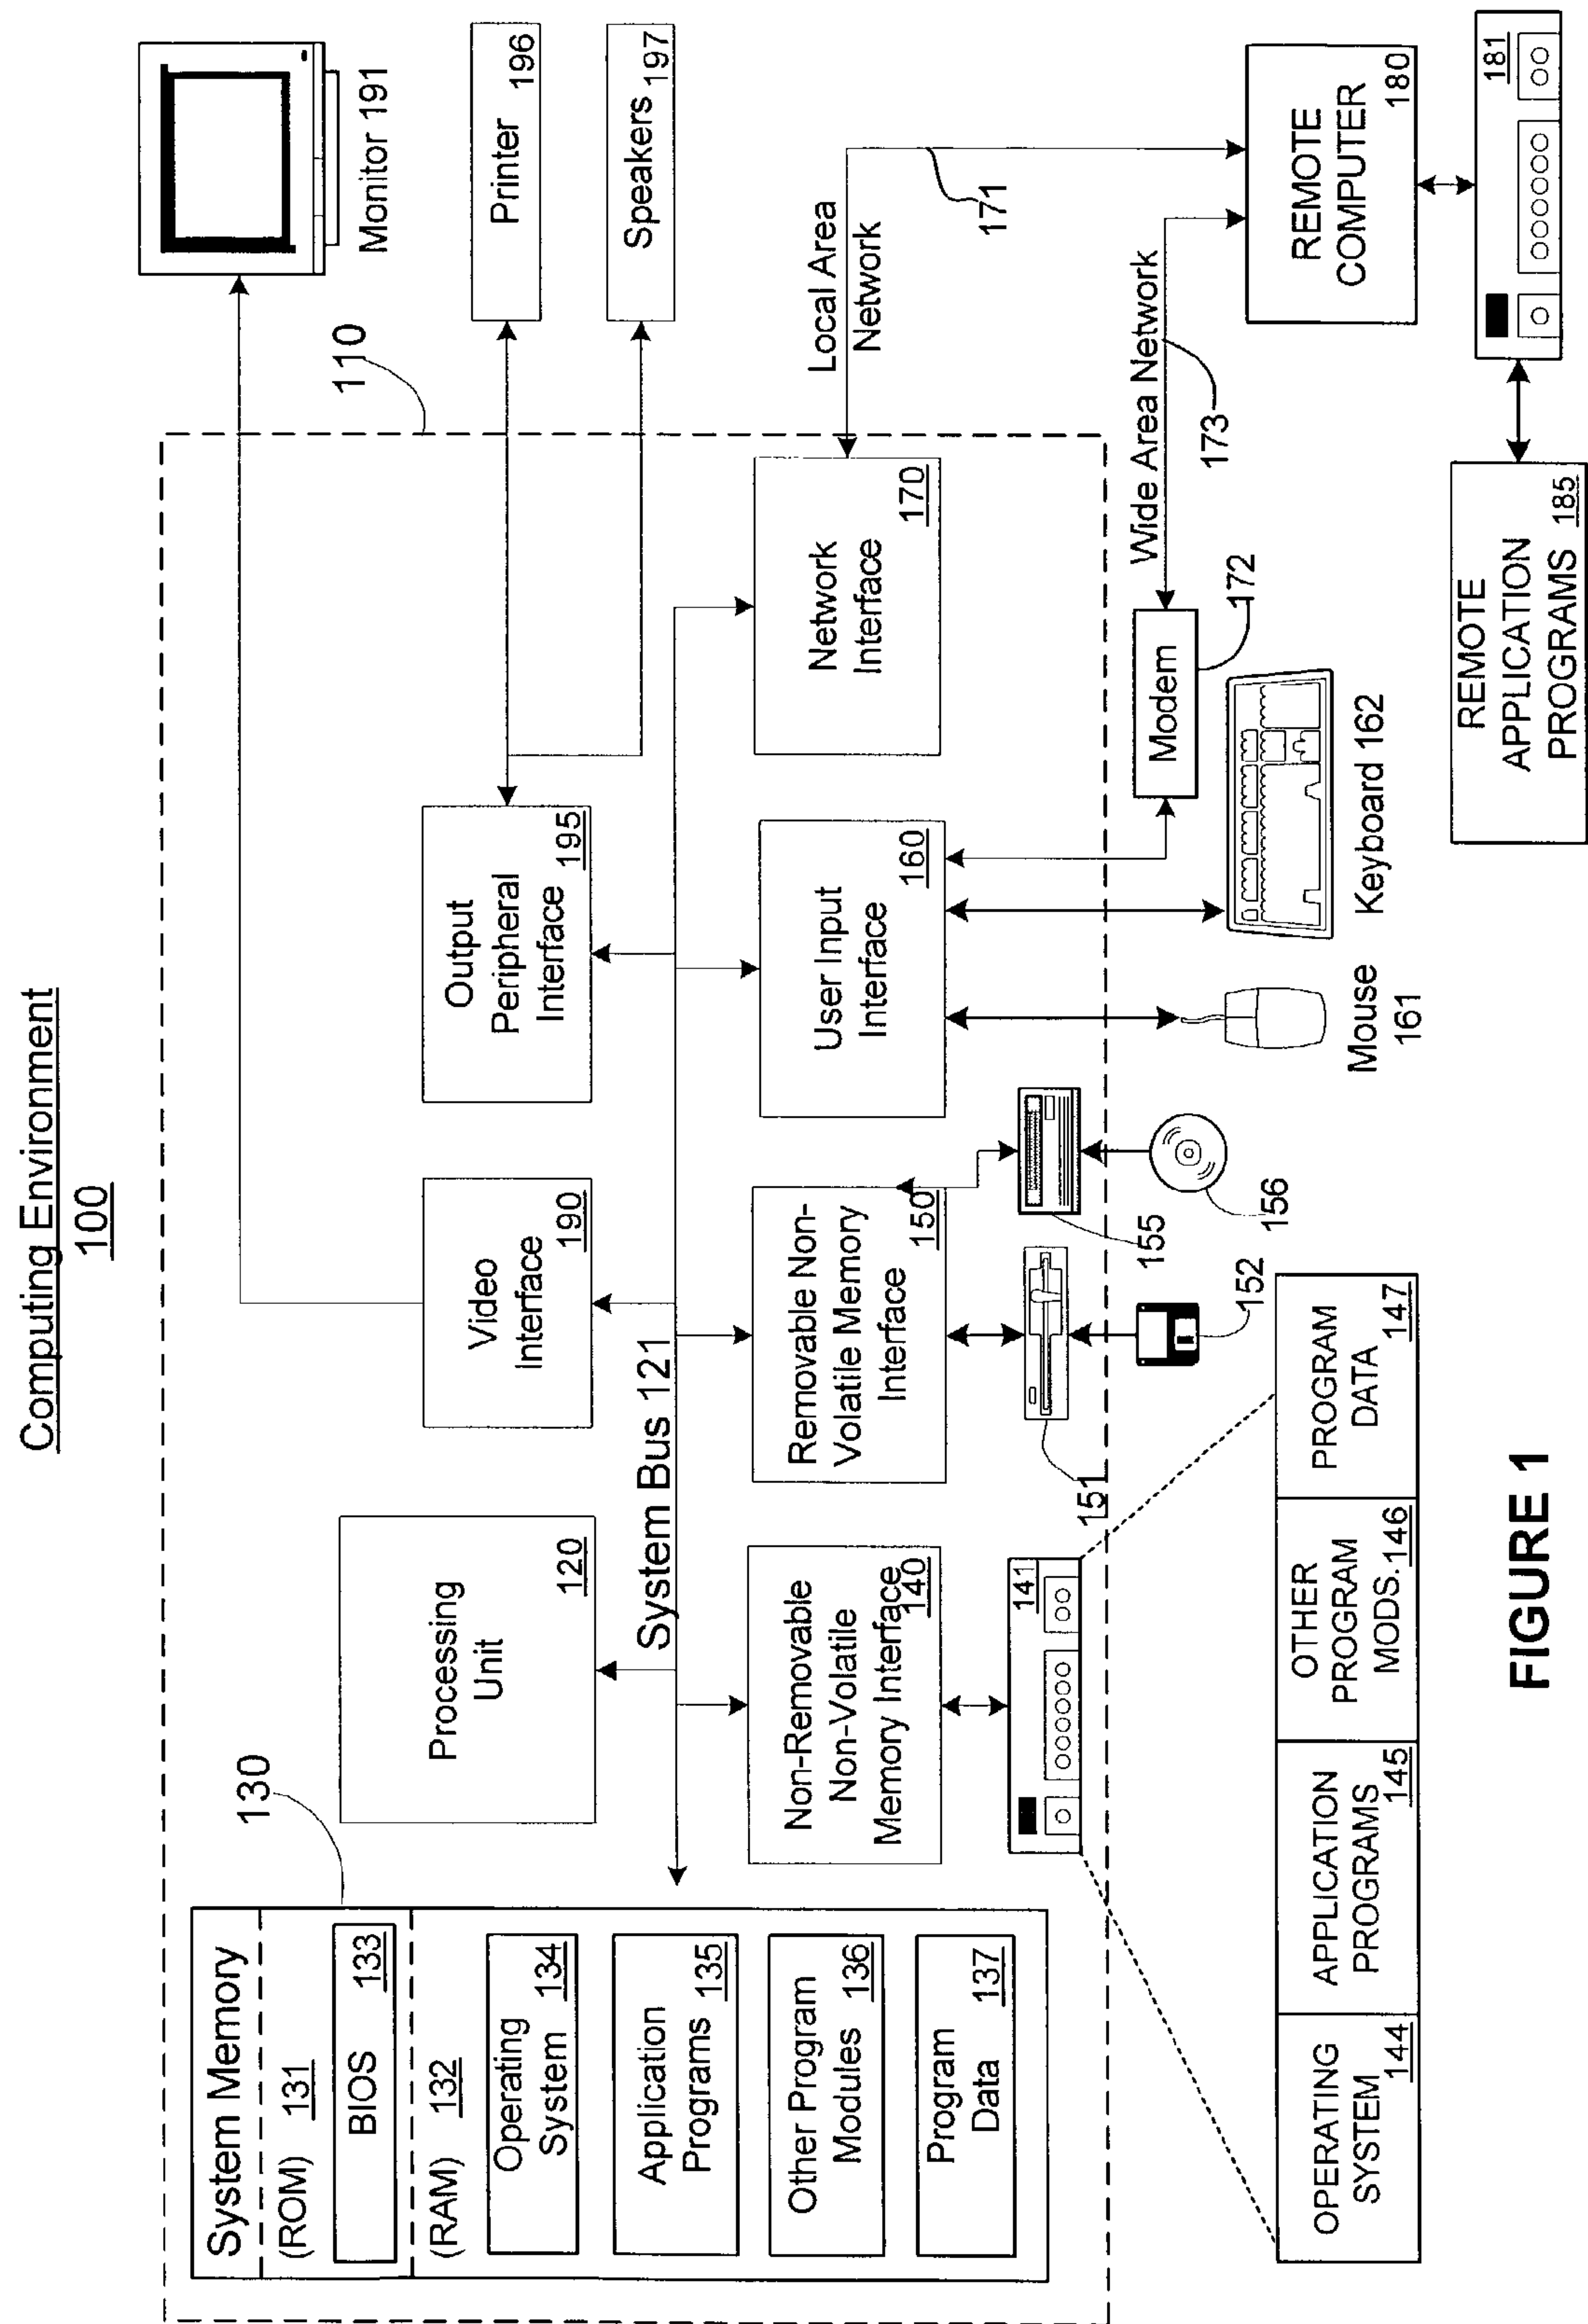 Computing Environment
100
Monitor 191
Printer
196
Speakers
197
110
130
System Memory
(ROM) 131
BIOS
133
(RAM) 132
Operating
System
134
Application
Programs
135
Other Program
Modules
136
Program
Data
137
Processing
Unit
120
Video
Interface
190
Output
Peripheral
Interface
195
System Bus 121
Non-Removable
Non-Volatile
Memory Interface
140
Removable Non-
Volatile Memory
Interface
150
User Input
Interface
160
Network
Interface
170
Local Area
Network
171
Wide Area Network
173
Modem
172
141
151
152
155
156
Mouse
161
Keyboard 162
REMOTE
COMPUTER
180
181
REMOTE
APPLICATION
PROGRAMS
185
OPERATING
SYSTEM
144
APPLICATION
PROGRAMS
145
OTHER
PROGRAM
MODS.
146
PROGRAM
DATA
147
FIGURE 1